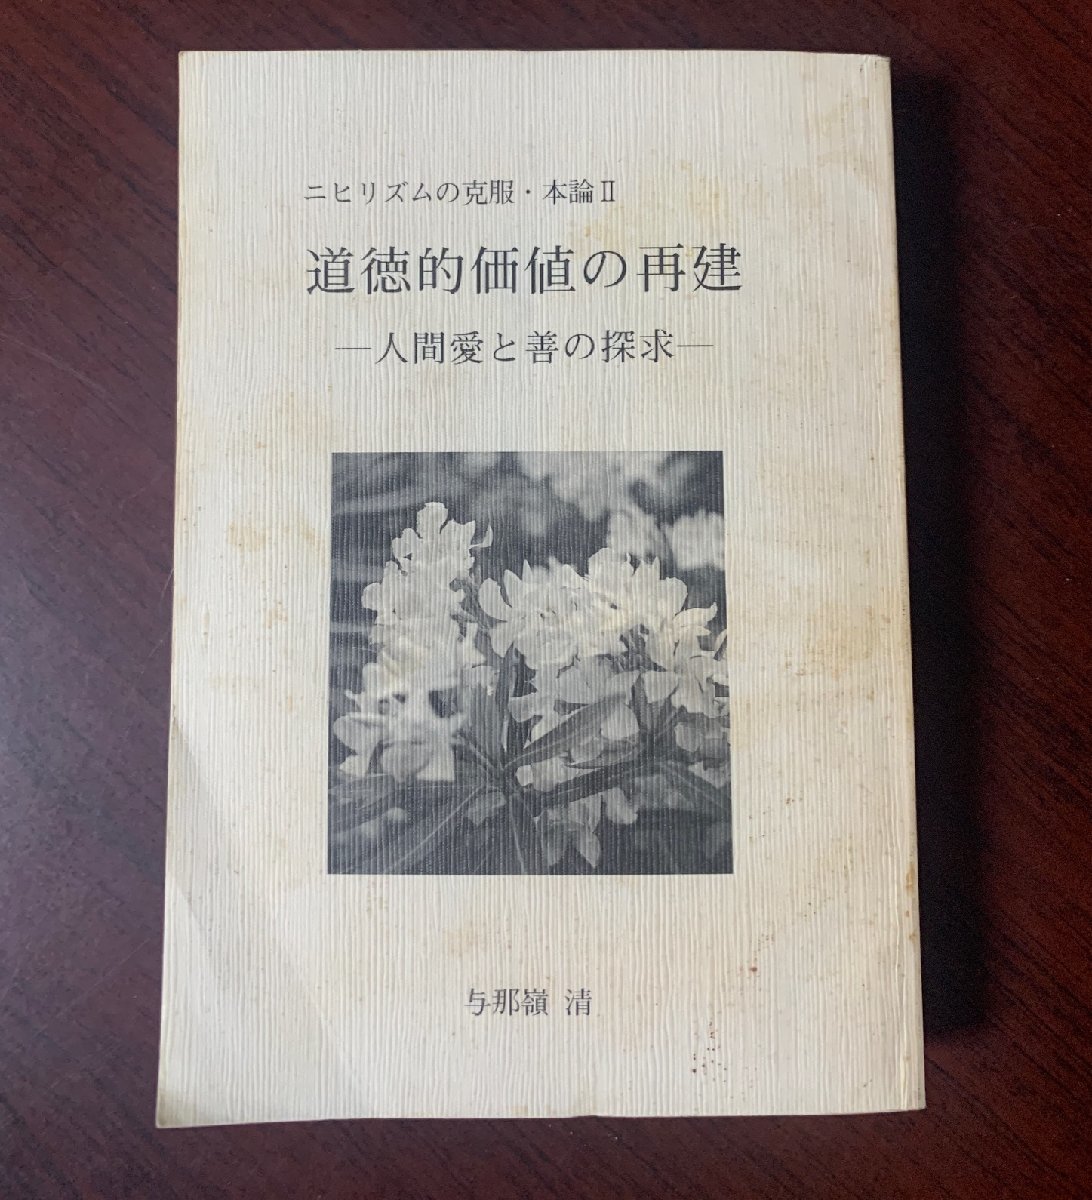 ニヒリズムの克服・本論Ⅱ
道徳的価値の再建
―人間愛と善の探求―
与那嶺 清